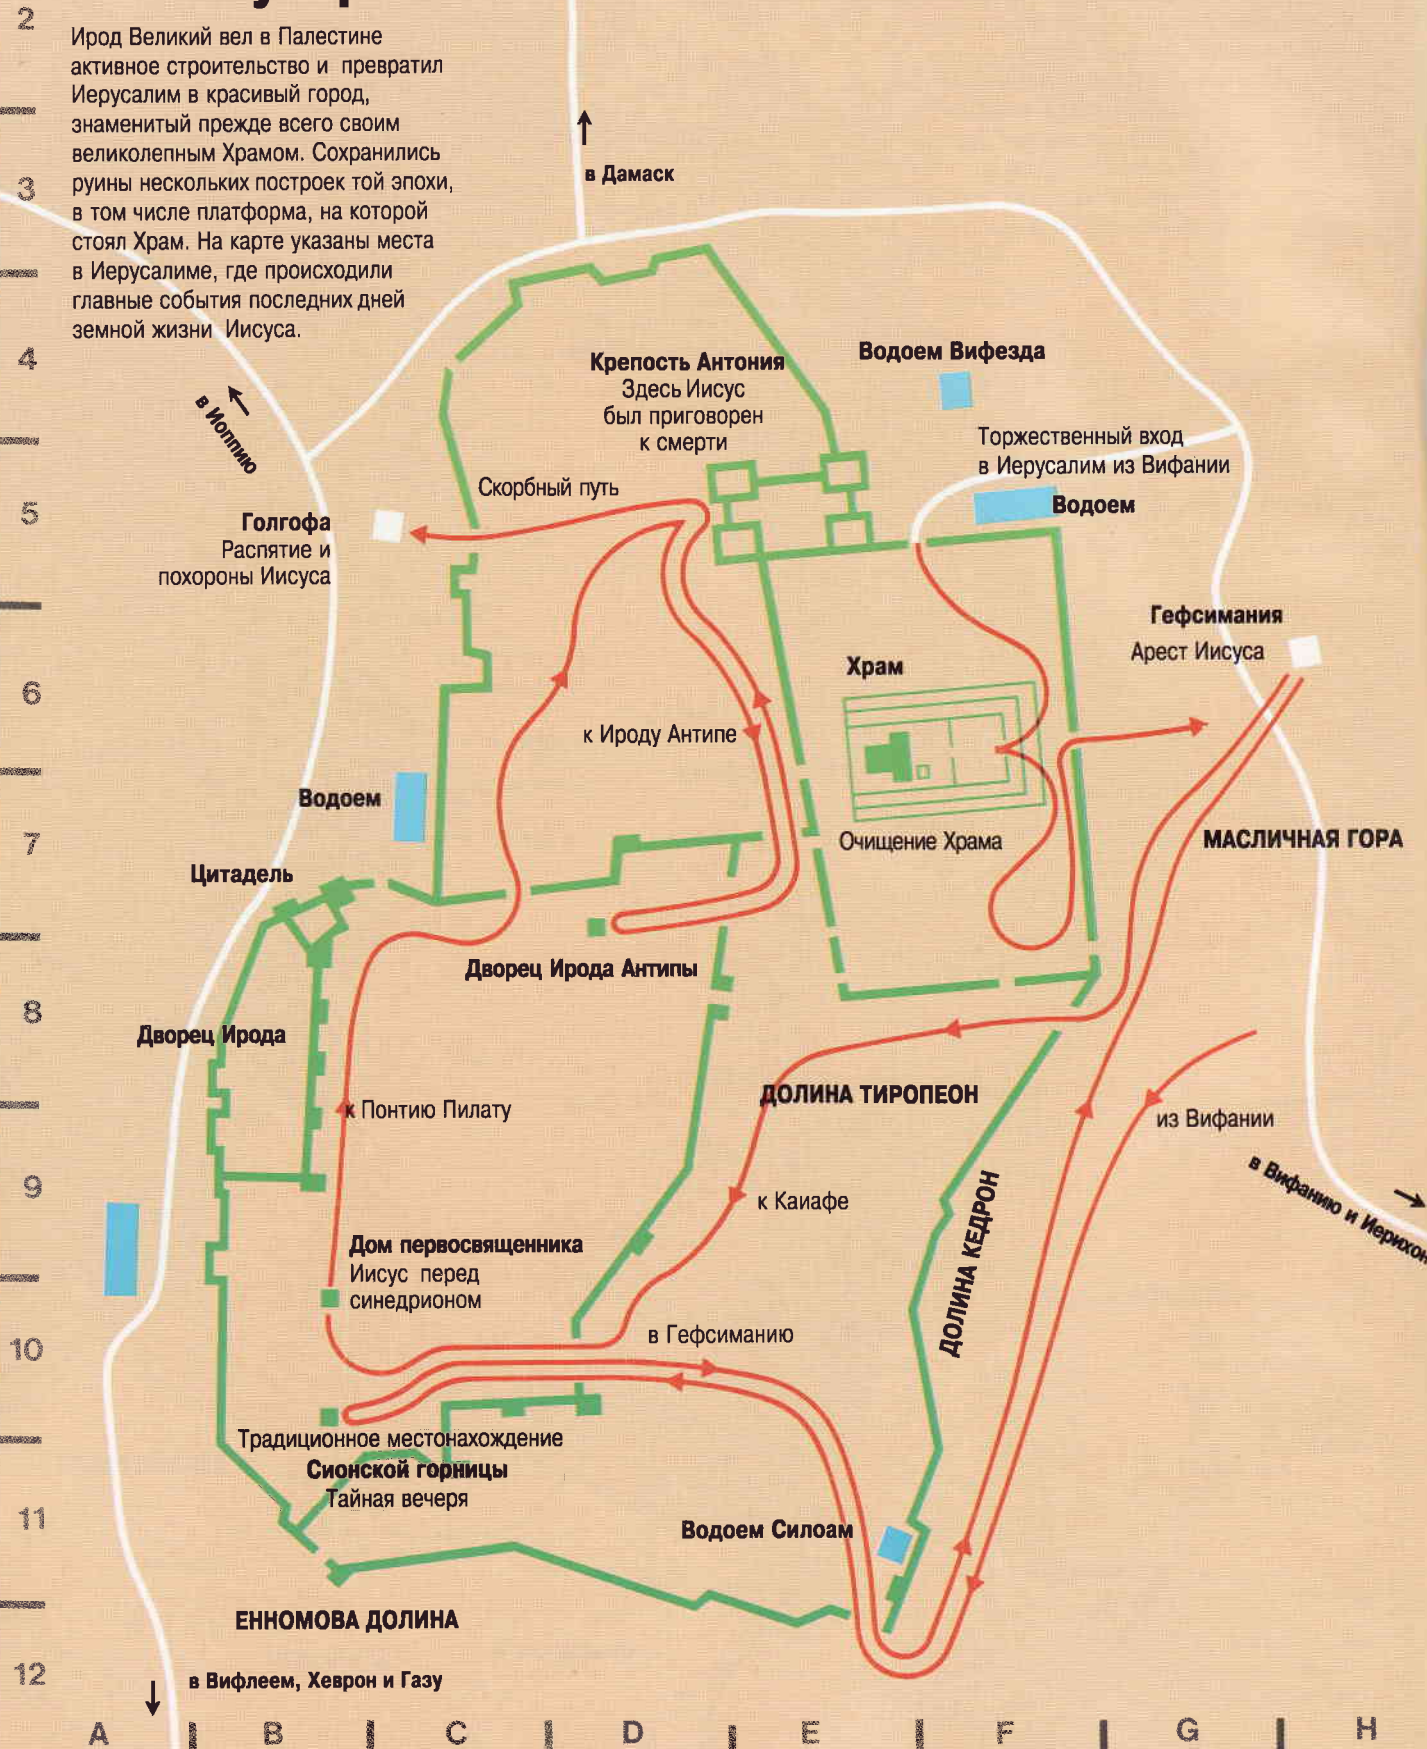 2
Ирод Великий вел в Палестине
активное строительство и превратил
Иерусалим в красивый город,
знаменитый прежде всего своим
великолепным Храмом. Сохранились
руины нескольких построек той эпохи,
в том числе платформа, на которой
стоял Храм. На карте указаны места
в Иерусалиме, где происходили
главные события последних дней
земной жизни Иисуса.
в Дамаск
3
4
Крепость Антония
Здесь Иисус
был приговорен
к смерти
Водоем Вифезда
в Иоппию
Торжественный вход
в Иерусалим из Вифании
Скорбный путь
5
Водоем
Голгофа
Распятие и
похороны Иисуса
Гефсимания
Арест Иисуса
Храм
6
к Ироду Антипе
Водоем
7
Очищение Храма
МАСЛИЧНАЯ ГОРА
Цитадель
Дворец Ирода Антипы
8
Дворец Ирода
ДОЛИНА ТИРОПЕОН
к Понтию Пилату
из Вифании
9
в Вифанию и Иерихон
к Каиафе
ДОЛИНА КЕДРОН
Дом первосвященника
Иисус перед
синедрионом
10
в Гефсиманию
Традиционное местонахождение
Сионской горницы
Тайная вечеря
11
Водоем Силоам
ЕННОМОВА ДОЛИНА
12
в Вифлеем, Хеврон и Газу
A B C D E F G H